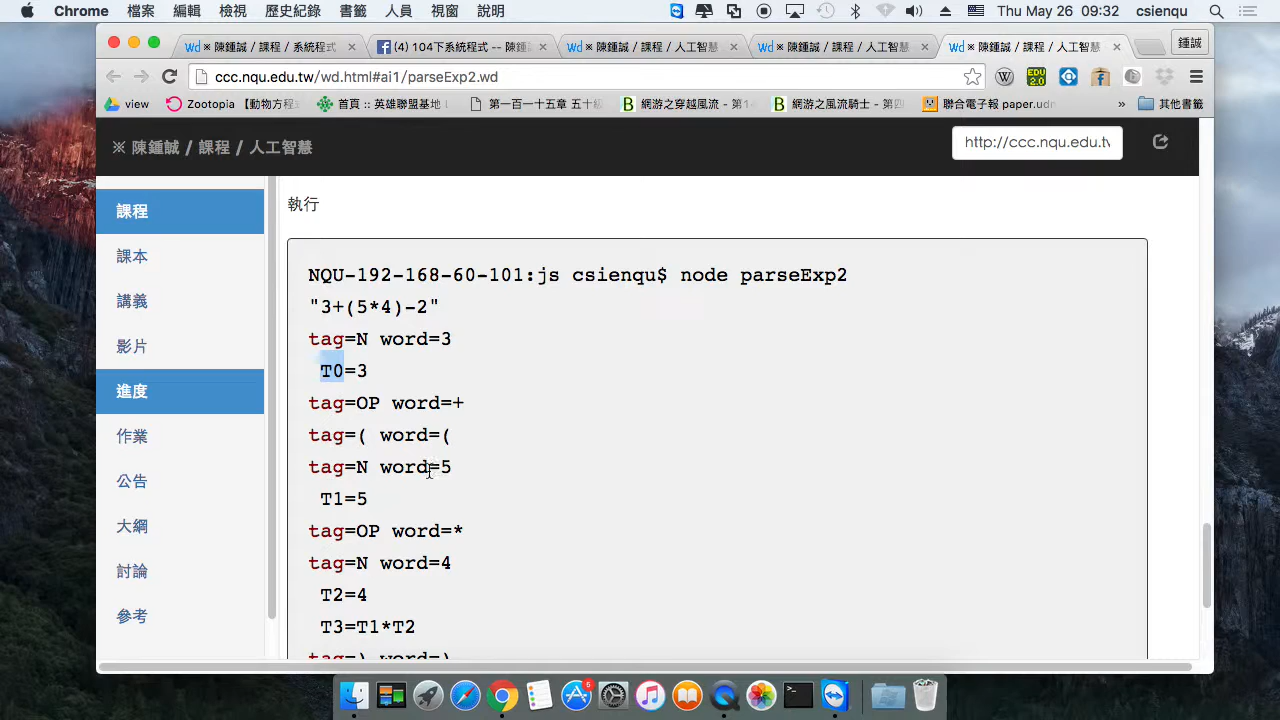 Chrome 檔案 編輯 檢視 歷史紀錄 書籤 人員 視窗 說明 Thu May 26 09:32 csienqu
※ 陳鍾誠 / 課程 / 系統程式 (4) 104下系統程式 -- 陳鍾 ※ 陳鍾誠 / 課程 / 人工智慧 ※ 陳鍾誠 / 課程 / 人工智慧 ※ 陳鍾誠 / 課程 / 人工智慧 鍾誠
ccc.nqu.edu.tw/wd.html#ai1/parseExp2.wd
view Zootopia 【動物方程 首頁 :: 英雄聯盟基地 第一百一十五章 五十級 網游之穿越風流 - 第1 網游之風流騎士 - 第四 聯合電子報 paper.udn » 其他書籤
※ 陳鍾誠 / 課程 / 人工智慧 http://ccc.nqu.edu.tv
課程
課本
講義
影片
進度
作業
公告
大綱
討論
參考
執行
NQU-192-168-60-101:js csienqu$ node parseExp2
"3+(5*4)-2"
tag=N word=3
T0=3
tag=OP word=+
tag=( word=(
tag=N word=5
T1=5
tag=OP word=*
tag=N word=4
T2=4
T3=T1*T2
tag=) word=)